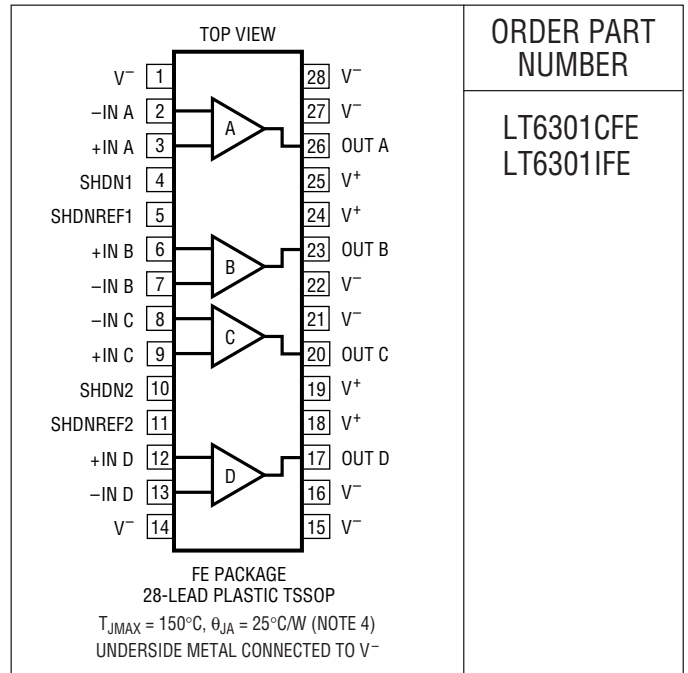 TOP VIEW
V⁻ 1 28 V⁻
−IN A 2 27 V⁻
+IN A 3 A 26 OUT A
SHDN1 4 25 V⁺
SHDNREF1 5 24 V⁺
+IN B 6 23 OUT B
−IN B 7 B 22 V⁻
−IN C 8 21 V⁻
+IN C 9 C 20 OUT C
SHDN2 10 19 V⁺
SHDNREF2 11 18 V⁺
+IN D 12 17 OUT D
−IN D 13 D 16 V⁻
V⁻ 14 15 V⁻
FE PACKAGE
28-LEAD PLASTIC TSSOP
TJMAX = 150°C, θJA = 25°C/W (NOTE 4)
UNDERSIDE METAL CONNECTED TO V⁻
ORDER PART
NUMBER
LT6301CFE
LT6301IFE